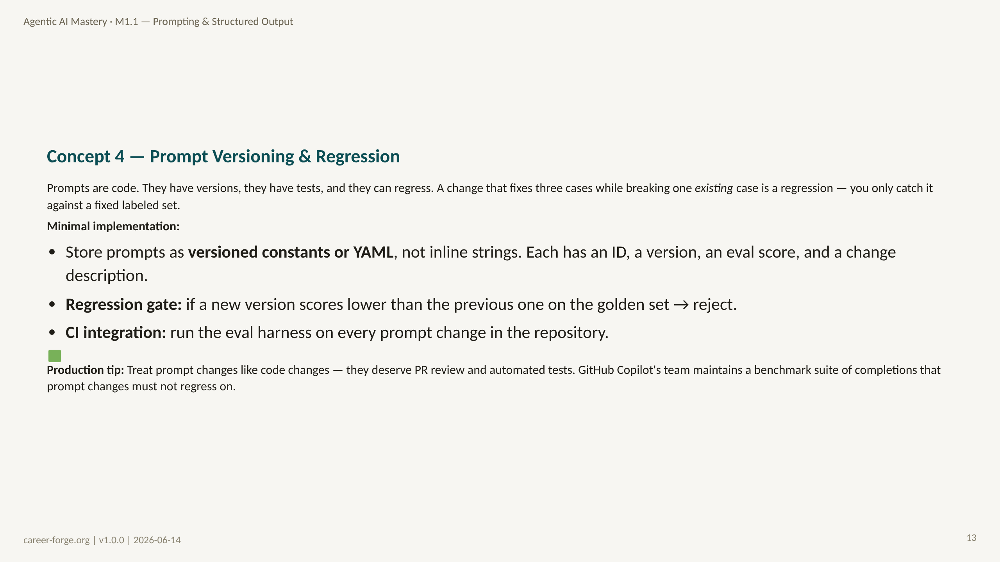 Agentic AI Mastery · M1.1 — Prompting & Structured Output
Concept 4 — Prompt Versioning & Regression
Prompts are code. They have versions, they have tests, and they can regress. A change that fixes three cases while breaking one existing case is a regression — you only catch it
against a fixed labeled set.
Minimal implementation:
• Store prompts as versioned constants or YAML, not inline strings. Each has an ID, a version, an eval score, and a change
description.
• Regression gate: if a new version scores lower than the previous one on the golden set → reject.
• CI integration: run the eval harness on every prompt change in the repository.
Production tip: Treat prompt changes like code changes — they deserve PR review and automated tests. GitHub Copilot's team maintains a benchmark suite of completions that
prompt changes must not regress on.
career-forge.org | v1.0.0 | 2026-06-14
13